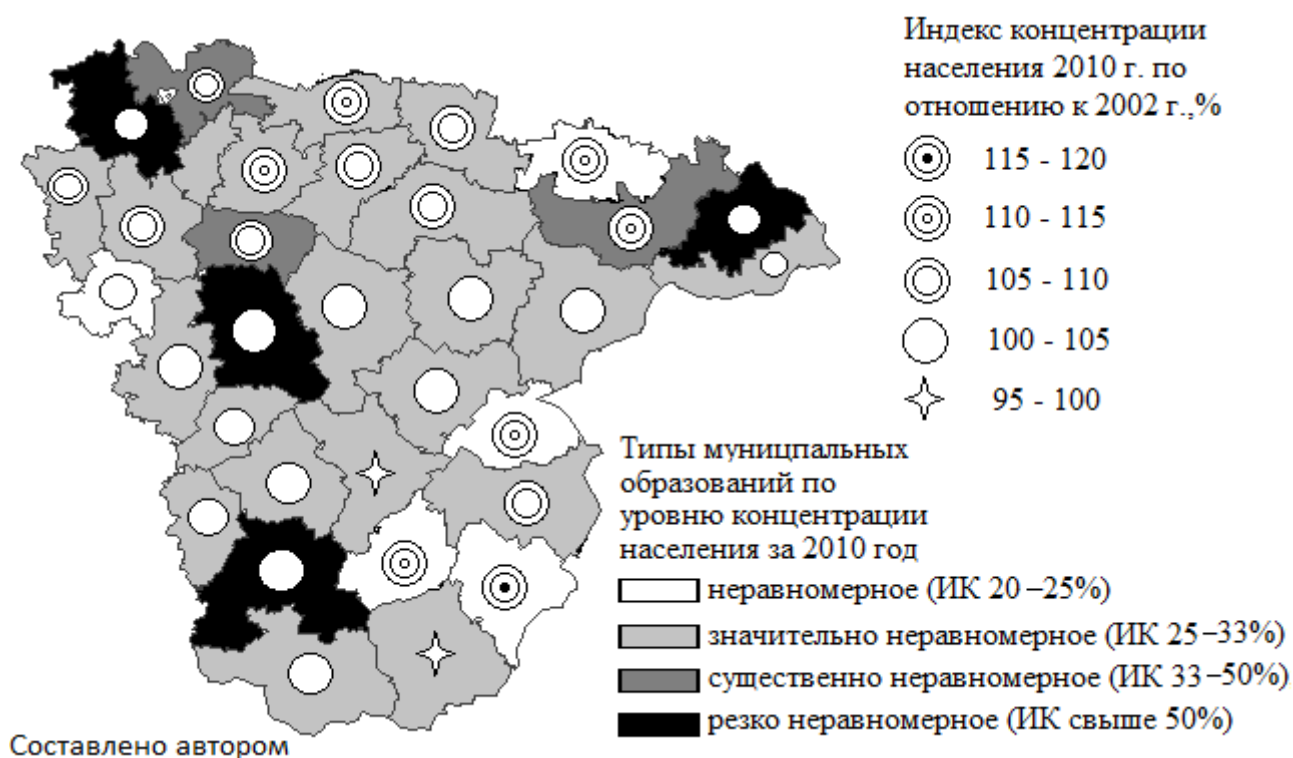 Индекс концентрации
населения 2010 г. по
отношению к 2002 г.,%
115 - 120
110 - 115
105 - 110
100 - 105
95 - 100
Типы муницпальных
образований по
уровню концентрации
населения за 2010 год
неравномерное (ИК 20 –25%)
значительно неравномерное (ИК 25 –33%)
существенно неравномерное (ИК 33 –50%)
резко неравномерное (ИК свыше 50%)
Составлено автором